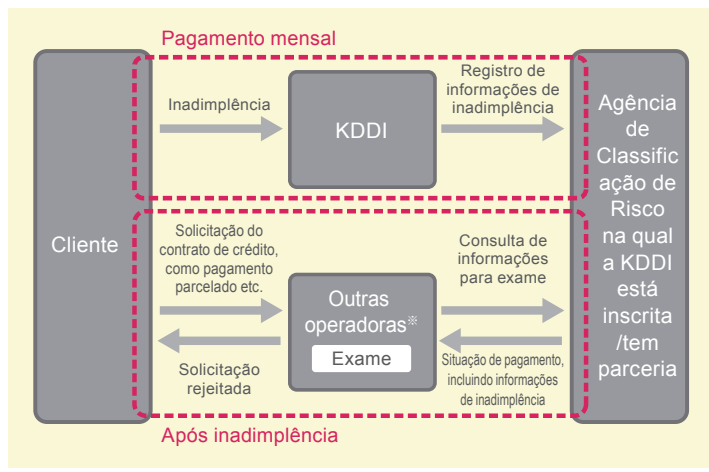 Pagamento mensal
Cliente
Inadimplência
KDDI
Registro de
informações de
inadimplência
Agência
de
Classific
ação de
Risco
na qual
a KDDI
está
inscrita
/tem
parceria
Solicitação do
contrato de crédito,
como pagamento
parcelado etc.
Outras
operadoras※
Exame
Consulta de
informações
para exame
Solicitação
rejeitada
Situação de pagamento,
incluindo informações
de inadimplência
Após inadimplência